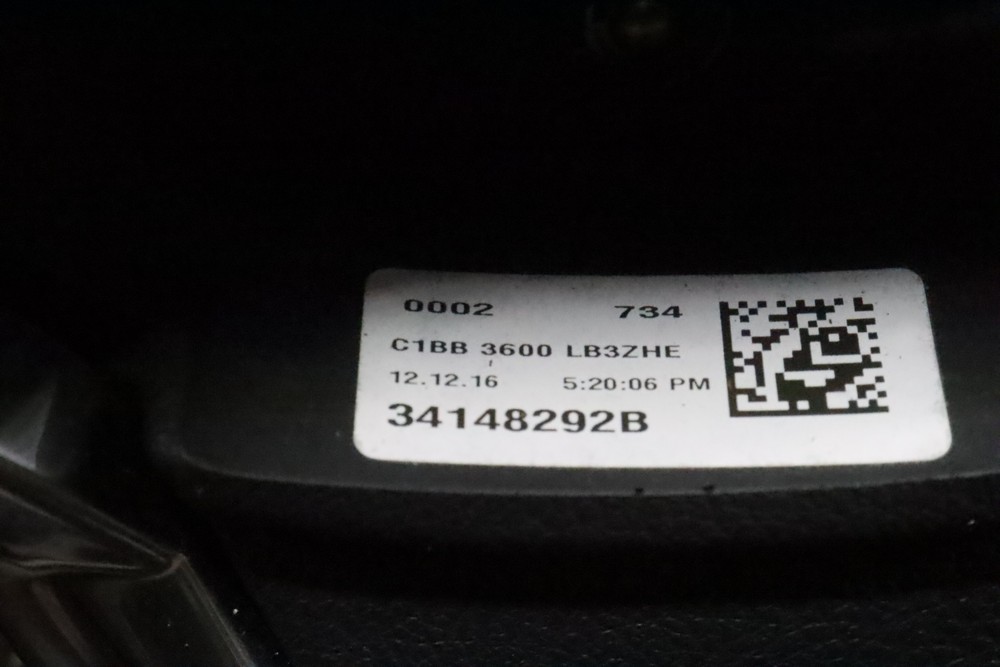 0002 734
C1BB 3600 LB3ZHE
12.12.16 5:20:06 PM
34148292B